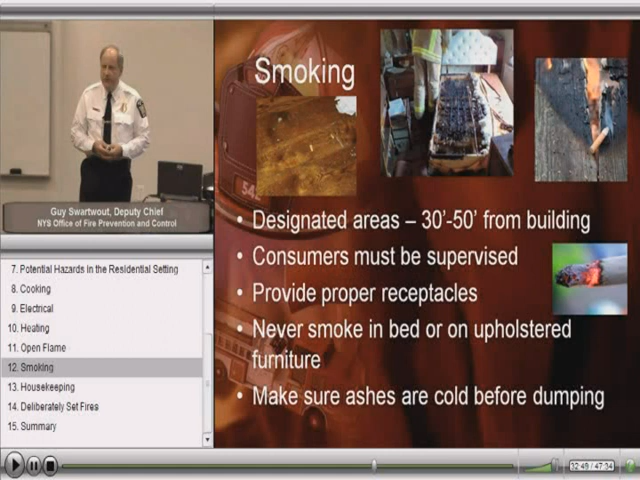 Smoking
542
Guy Swartwout, Deputy Chief
NYS Office of Fire Prevention and Control
• Designated areas – 30'-50' from building
• Consumers must be supervised
• Provide proper receptacles
• Never smoke in bed or on upholstered
furniture
• Make sure ashes are cold before dumping
7. Potential Hazards in the Residential Setting
8. Cooking
9. Electrical
10. Heating
11. Open Flame
12. Smoking
13. Housekeeping
14. Deliberately Set Fires
15. Summary
32:48 / 47:34
?